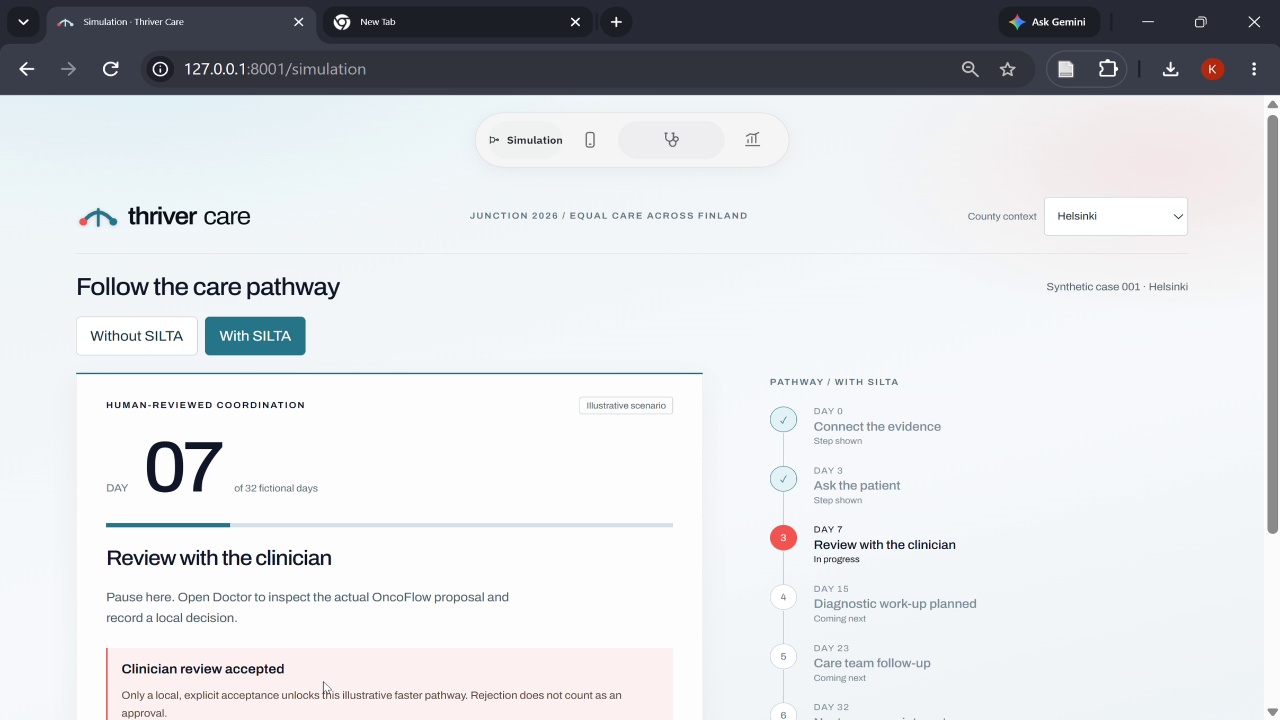 Simulation · Thriver Care
New Tab
Ask Gemini
127.0.0.1:8001/simulation
K
Simulation
thriver care
JUNCTION 2026 / EQUAL CARE ACROSS FINLAND
County context
Helsinki
Follow the care pathway
Synthetic case 001 · Helsinki
Without SILTA
With SILTA
HUMAN-REVIEWED COORDINATION
Illustrative scenario
DAY
07
of 32 fictional days
Review with the clinician
Pause here. Open Doctor to inspect the actual OncoFlow proposal and
record a local decision.
Clinician review accepted
Only a local, explicit acceptance unlocks this illustrative faster pathway. Rejection does not count as an
approval.
PATHWAY / WITH SILTA
DAY 0
Connect the evidence
Step shown
DAY 3
Ask the patient
Step shown
3
DAY 7
Review with the clinician
In progress
4
DAY 15
Diagnostic work-up planned
Coming next
5
DAY 23
Care team follow-up
Coming next
6
DAY 32